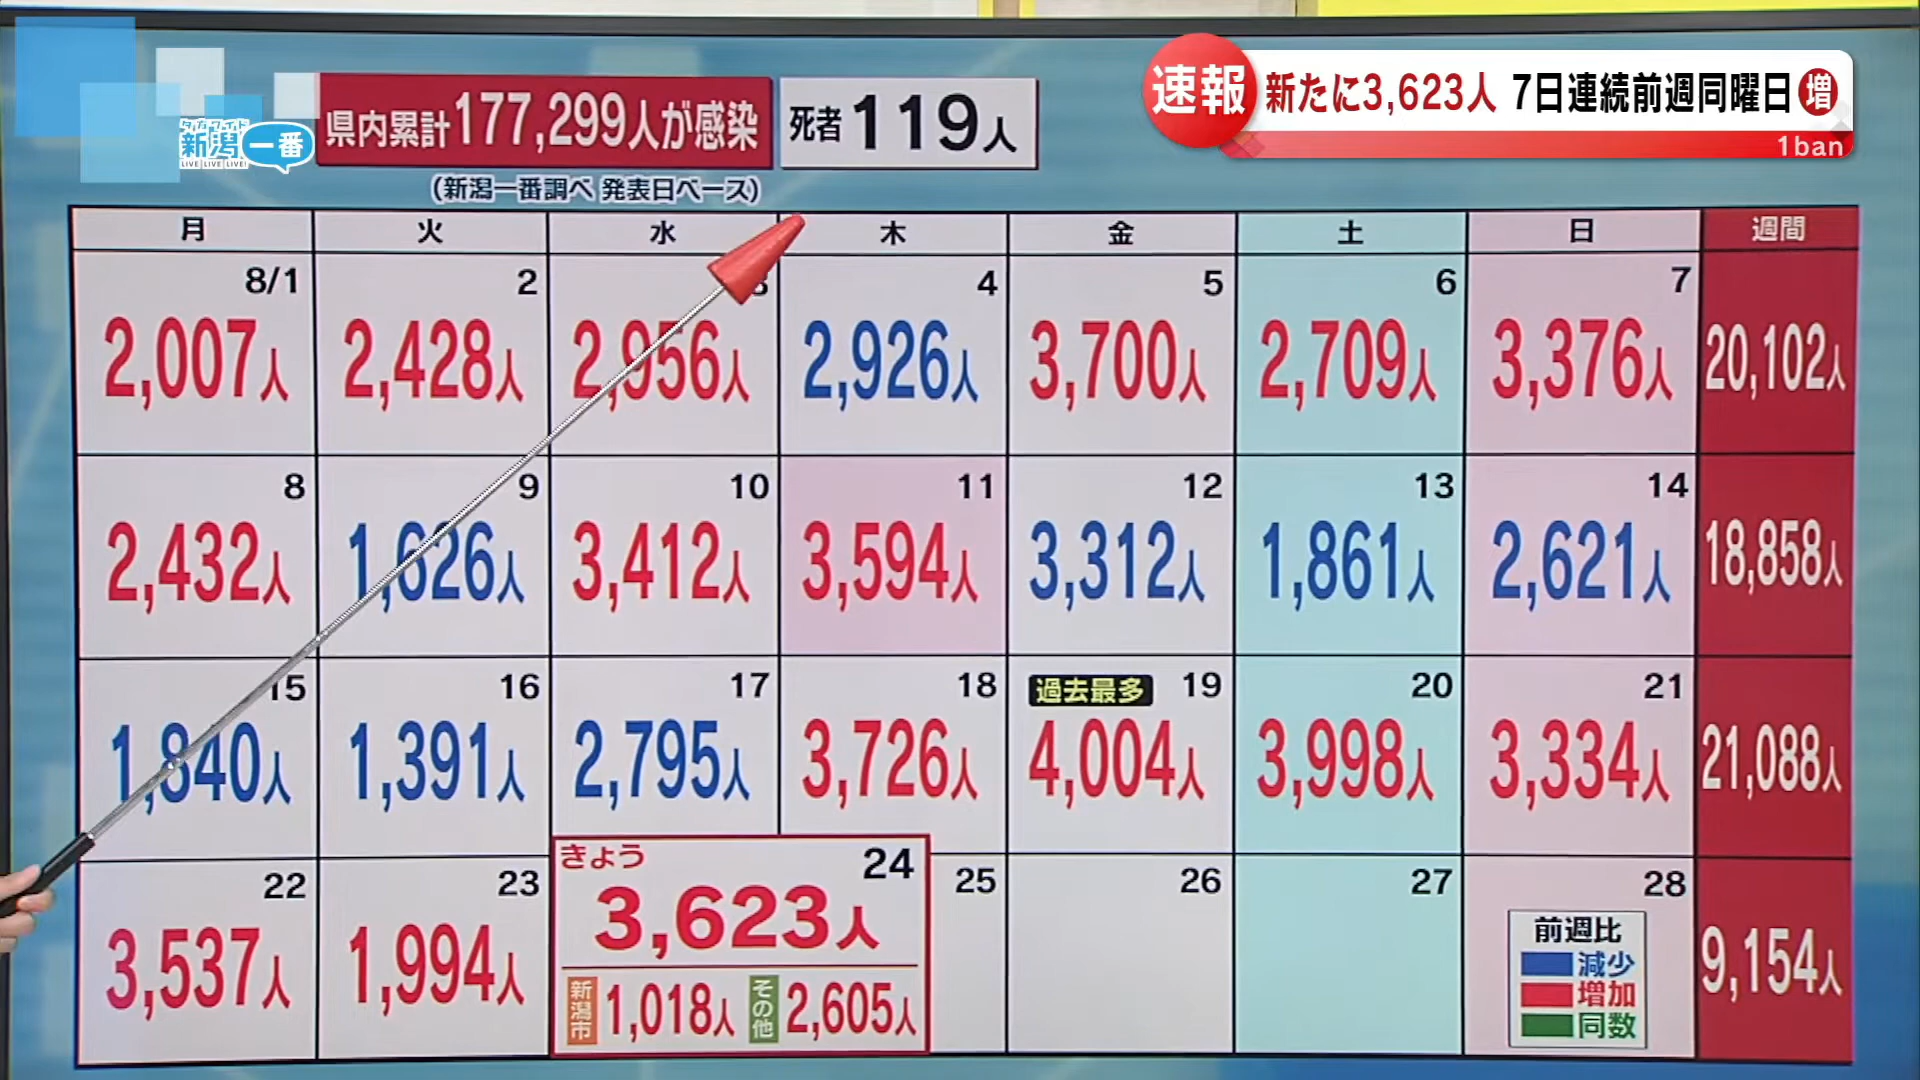 速報
新たに3,623人 7日連続前週同曜日増
1ban
新潟一番
LIVE!LIVE!LIVE!
県内累計177,299人が感染
死者119人
(新潟一番調べ 発表日ベース)
月 火 水 木 金 土 日 週間
8/1 2 3 4 5 6 7
2,007人 2,428人 2,956人 2,926人 3,700人 2,709人 3,376人 20,102人
8 9 10 11 12 13 14
2,432人 1,626人 3,412人 3,594人 3,312人 1,861人 2,621人 18,858人
15 16 17 18 過去最多 19 20 21
1,840人 1,391人 2,795人 3,726人 4,004人 3,998人 3,334人 21,088人
22 23 きょう 24 25 26 27 28
3,537人 1,994人 3,623人 9,154人
新潟市 1,018人 その他 2,605人
前週比
減少
増加
同数